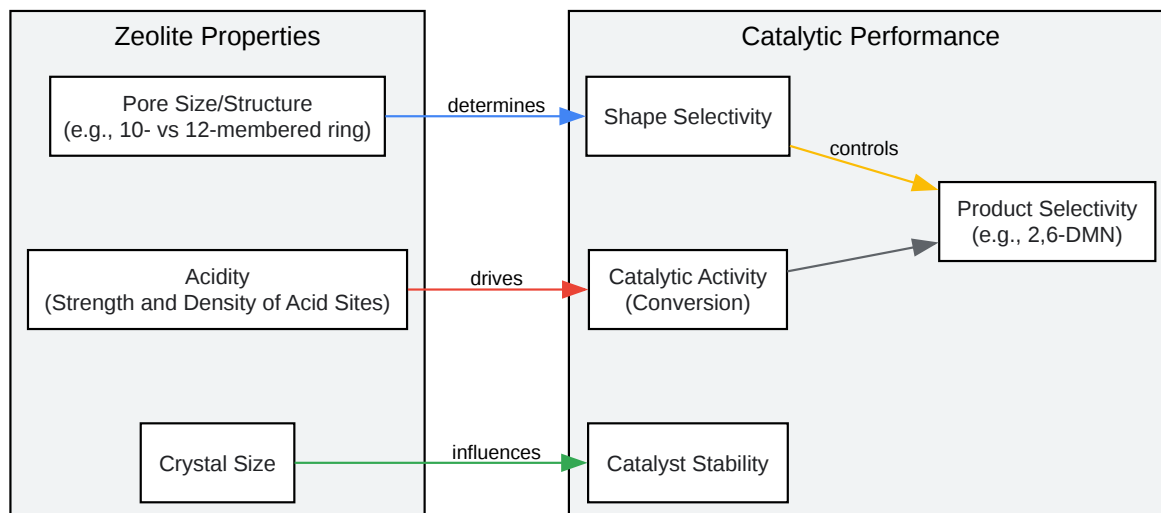 Zeolite Properties
Catalytic Performance
Pore Size/Structure
(e.g., 10- vs 12-membered ring)
determines
Shape Selectivity
controls
Product Selectivity
(e.g., 2,6-DMN)
Acidity
(Strength and Density of Acid Sites)
drives
Catalytic Activity
(Conversion)
Crystal Size
influences
Catalyst Stability